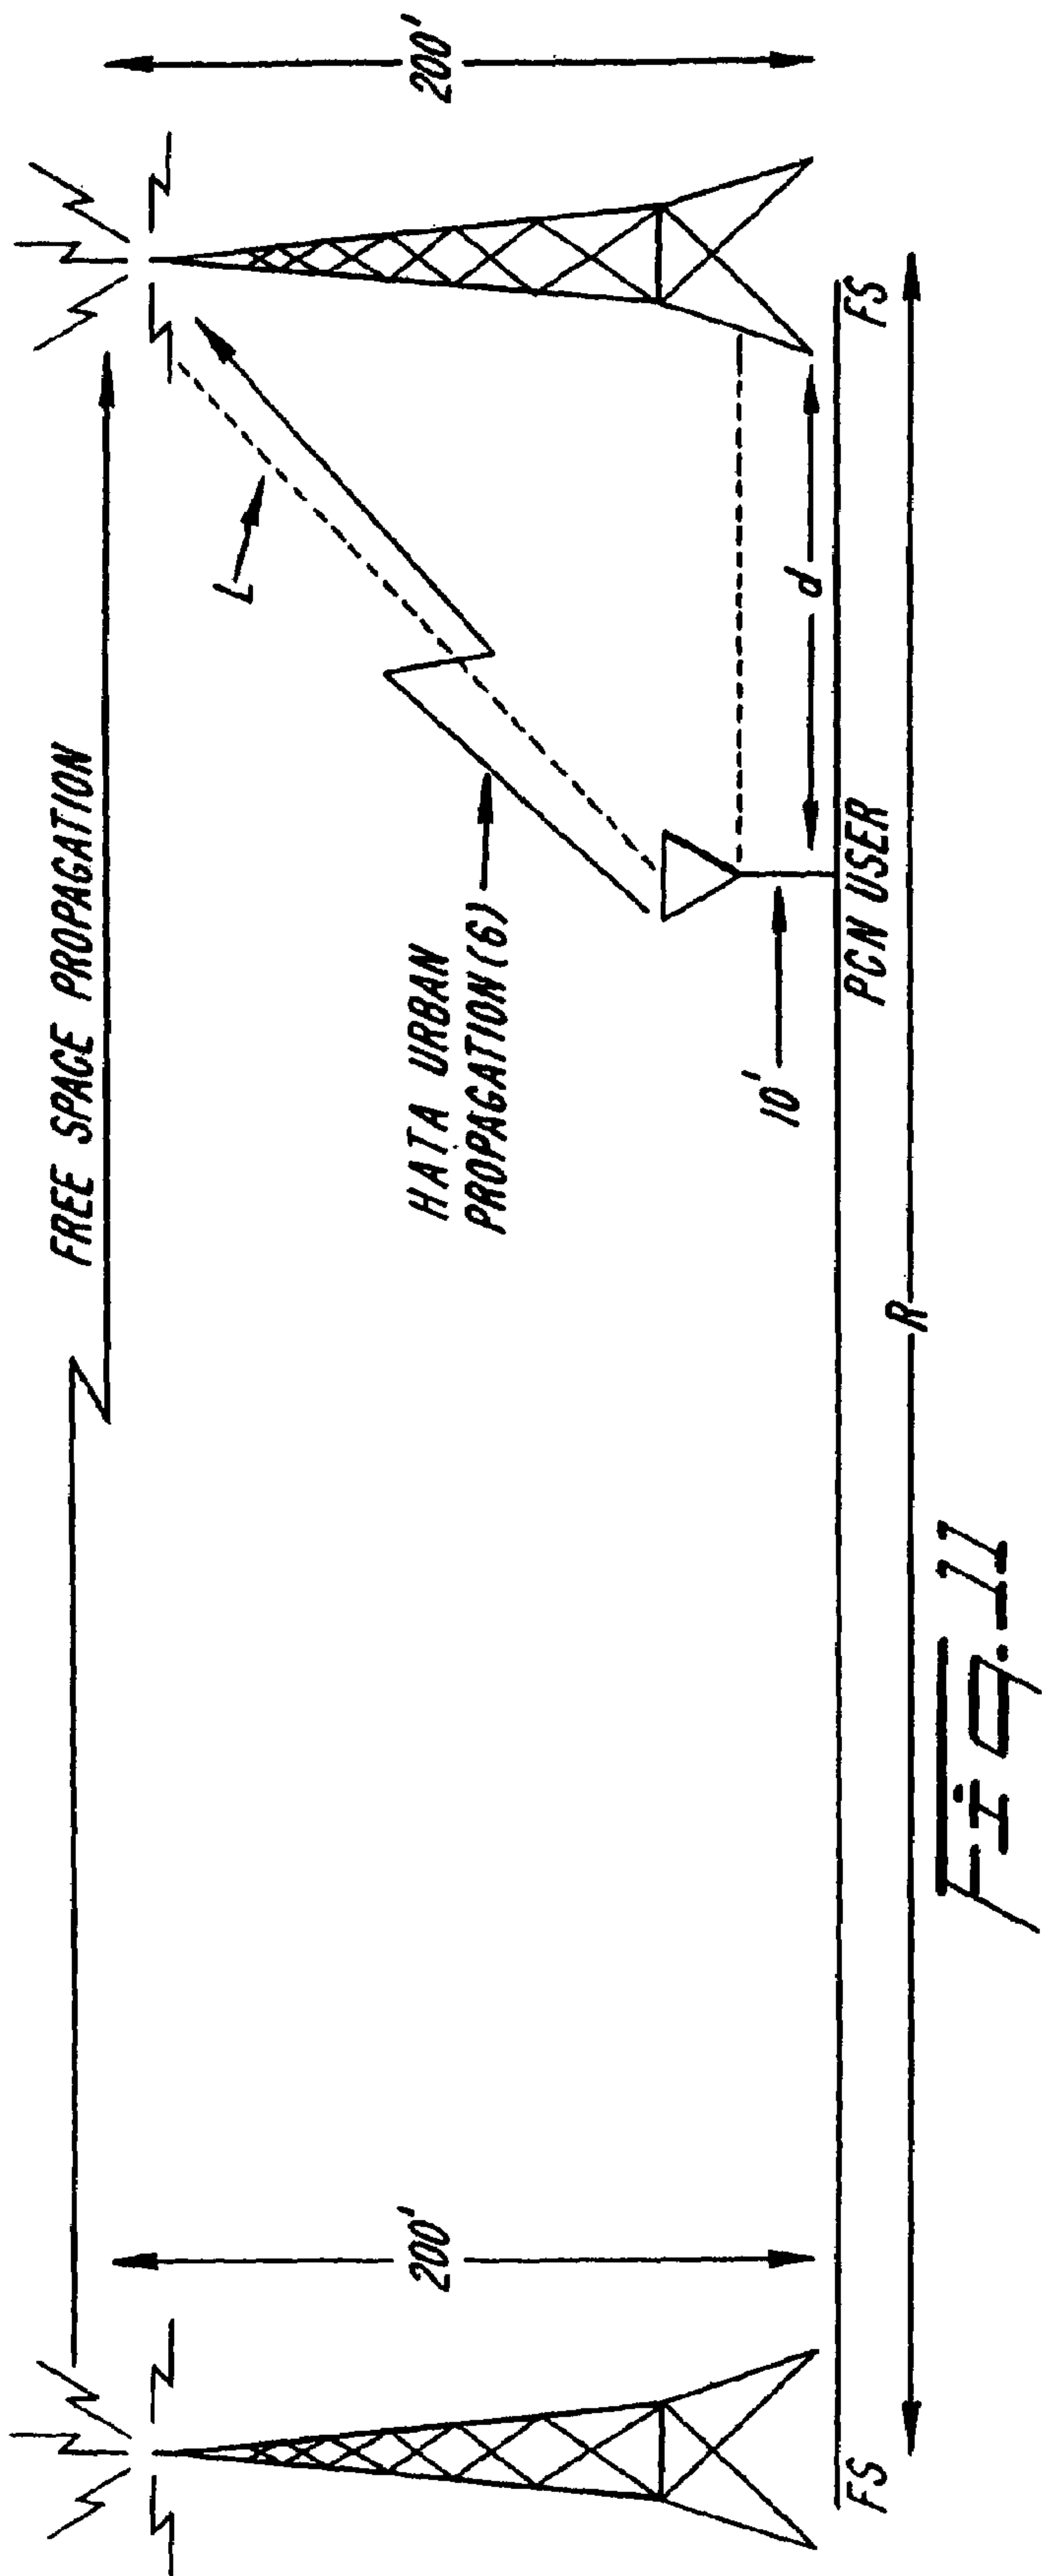 FREE SPACE PROPAGATION
200'
200'
L
HATA URBAN
PROPAGATION(6)
10'
d
FS
PCN USER
FS
R
Fig. 11